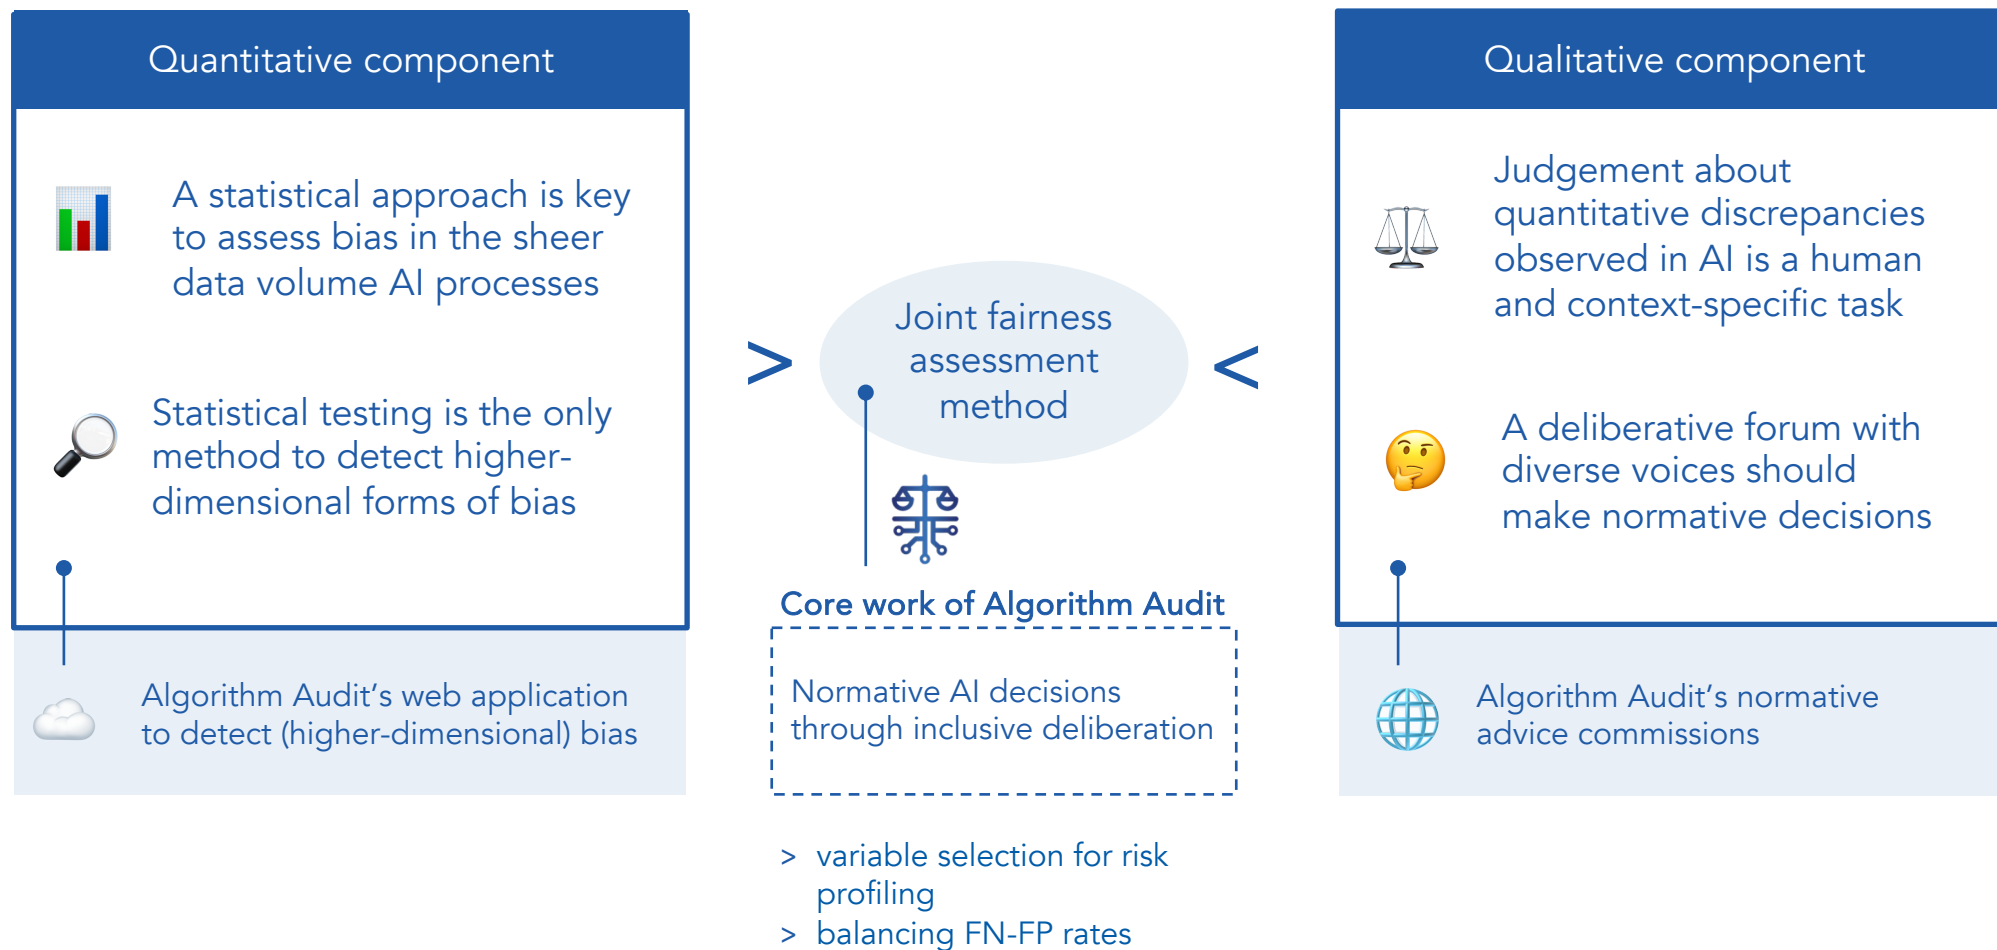 Quantitative component
A statistical approach is key
to assess bias in the sheer
data volume AI processes
Statistical testing is the only
method to detect higher-
dimensional forms of bias
Algorithm Audit’s web application
to detect (higher-dimensional) bias
>
Joint fairness
assessment
method
<
Core work of Algorithm Audit
Normative AI decisions
through inclusive deliberation
> variable selection for risk
profiling
> balancing FN-FP rates
Qualitative component
Judgement about
quantitative discrepancies
observed in AI is a human
and context-specific task
A deliberative forum with
diverse voices should
make normative decisions
Algorithm Audit’s normative
advice commissions